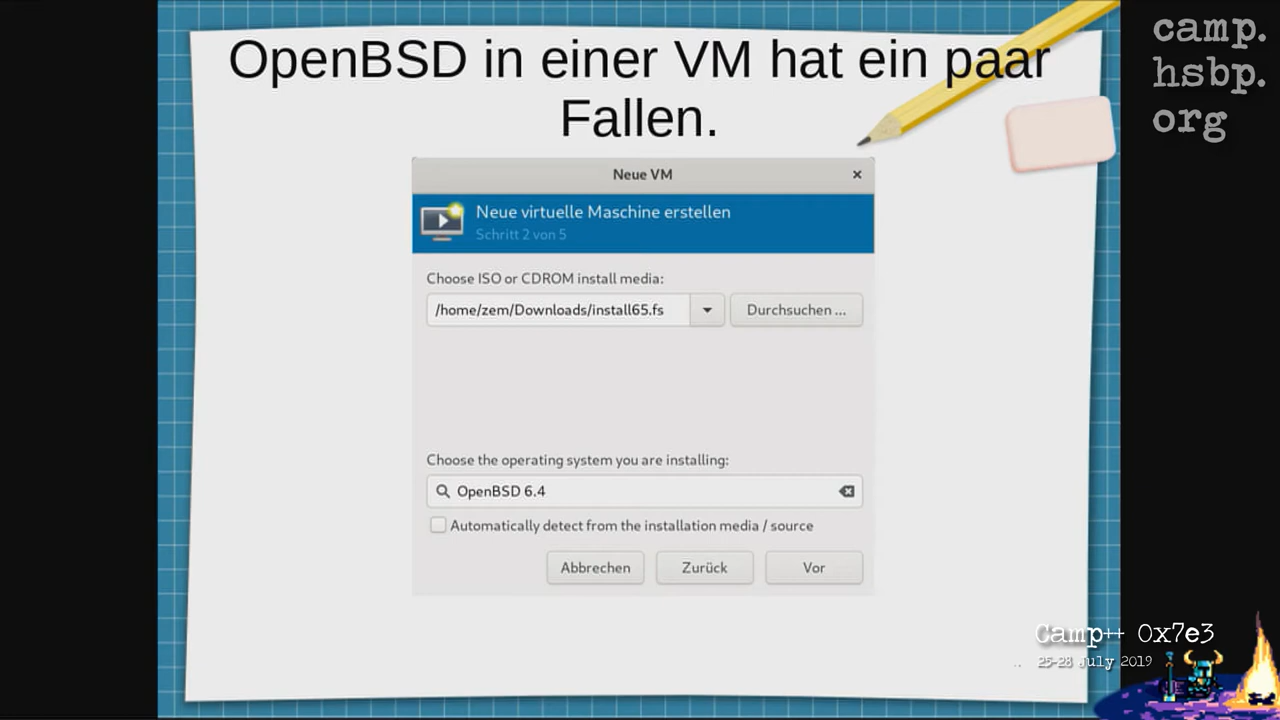 OpenBSD in einer VM hat ein paar
Fallen.
camp.
hsbp.
org
Neue VM
Neue virtuelle Maschine erstellen
Schritt 2 von 5
Choose ISO or CDROM install media:
/home/zem/Downloads/install65.fs
Durchsuchen ...
Choose the operating system you are installing:
OpenBSD 6.4
Automatically detect from the installation media / source
Abbrechen
Zurück
Vor
Camp++ 0x7e3
25-28 July 2019